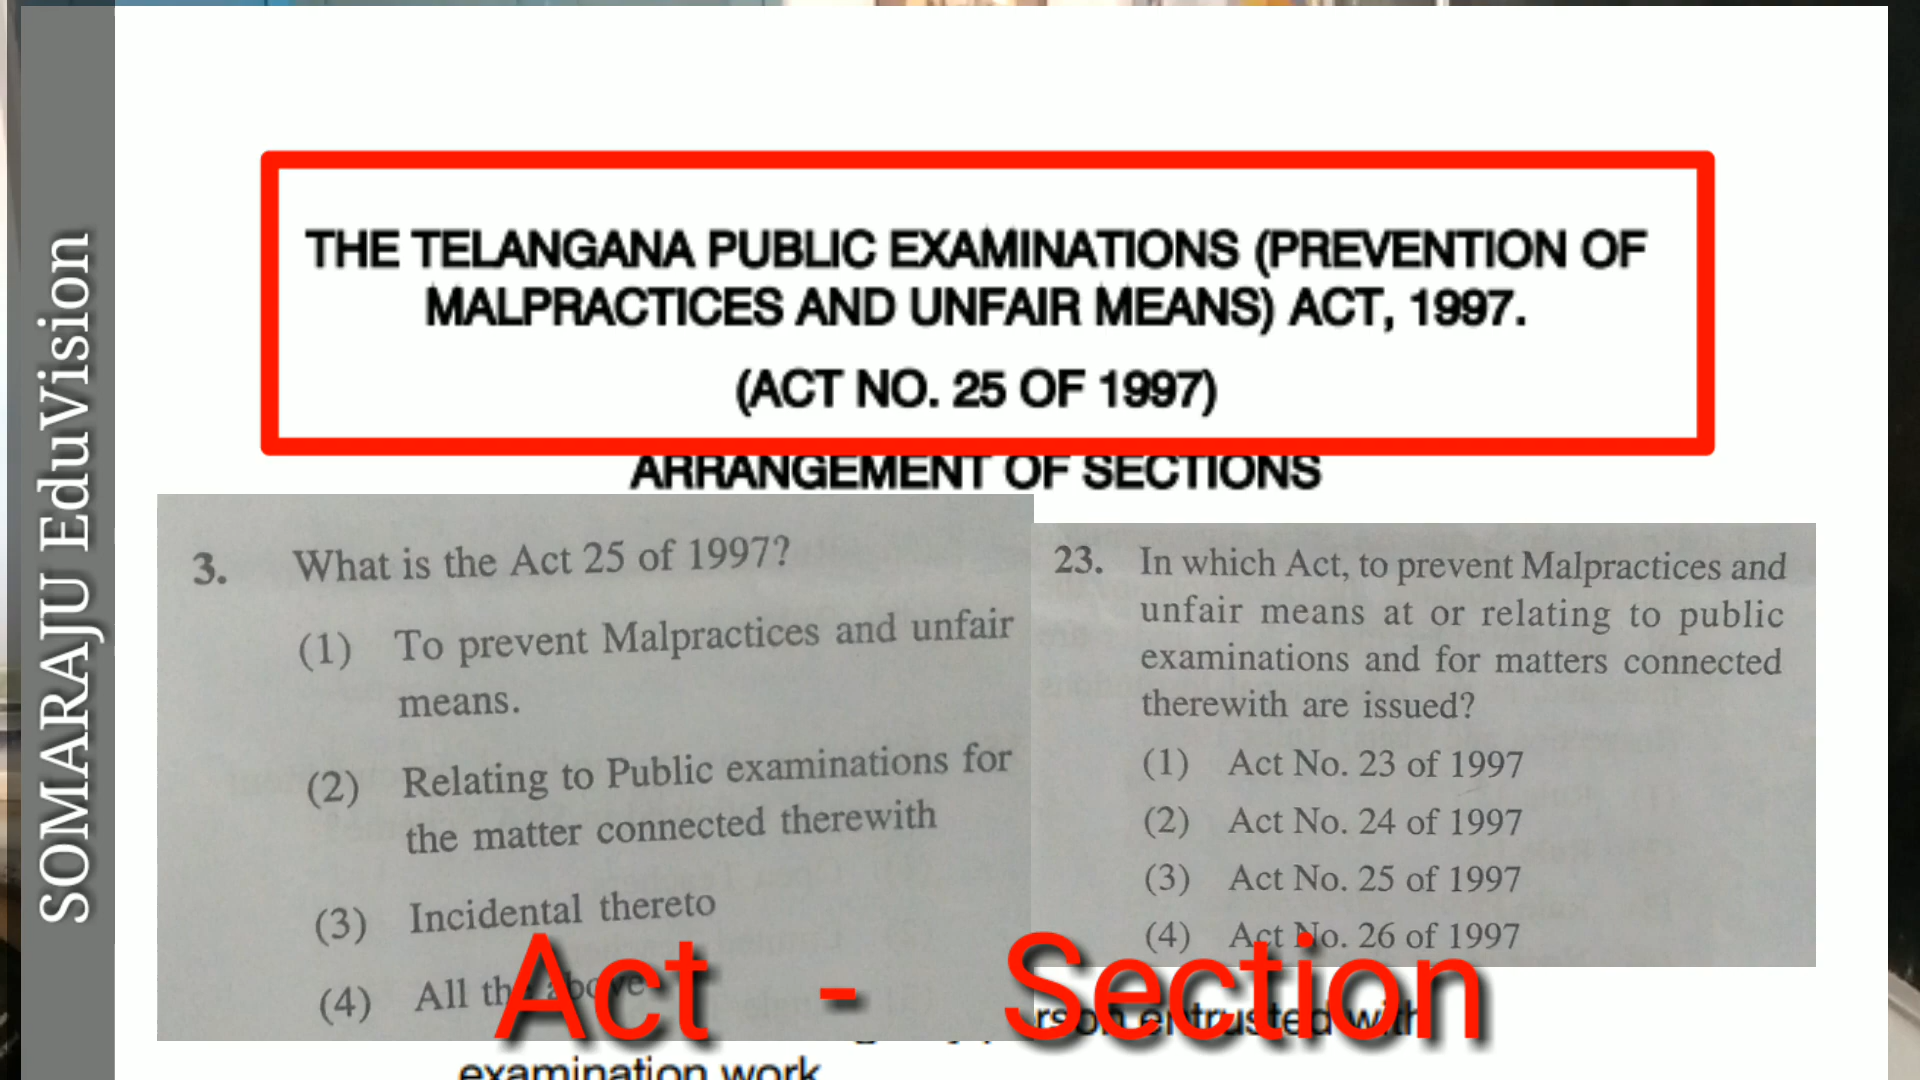 SOMARAJU EduVision
THE TELANGANA PUBLIC EXAMINATIONS (PREVENTION OF
MALPRACTICES AND UNFAIR MEANS) ACT, 1997.
(ACT NO. 25 OF 1997)
ARRANGEMENT OF SECTIONS
3. What is the Act 25 of 1997?
(1) To prevent Malpractices and unfair
means.
(2) Relating to Public examinations for
the matter connected therewith
(3) Incidental thereto
(4) All the above
23. In which Act, to prevent Malpractices and
unfair means at or relating to public
examinations and for matters connected
therewith are issued?
(1) Act No. 23 of 1997
(2) Act No. 24 of 1997
(3) Act No. 25 of 1997
(4) Act No. 26 of 1997
Act - Section
entrusted with
examination work